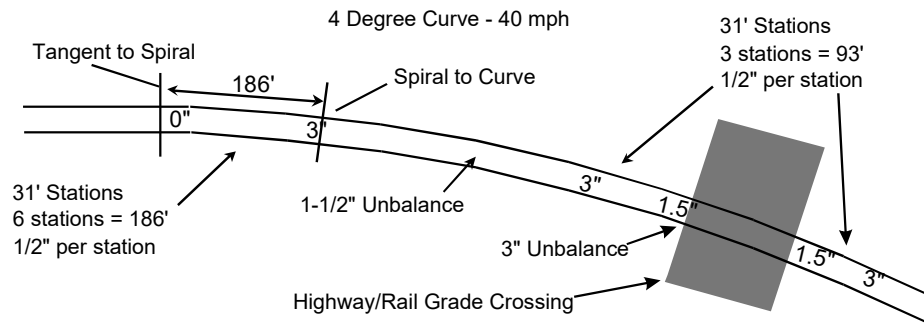 4 Degree Curve - 40 mph
31' Stations
3 stations = 93'
1/2" per station
Tangent to Spiral
186'
Spiral to Curve
0"
3"
31' Stations
6 stations = 186'
1/2" per station
1-1/2" Unbalance
3"
1.5"
3" Unbalance
1.5"
3"
Highway/Rail Grade Crossing